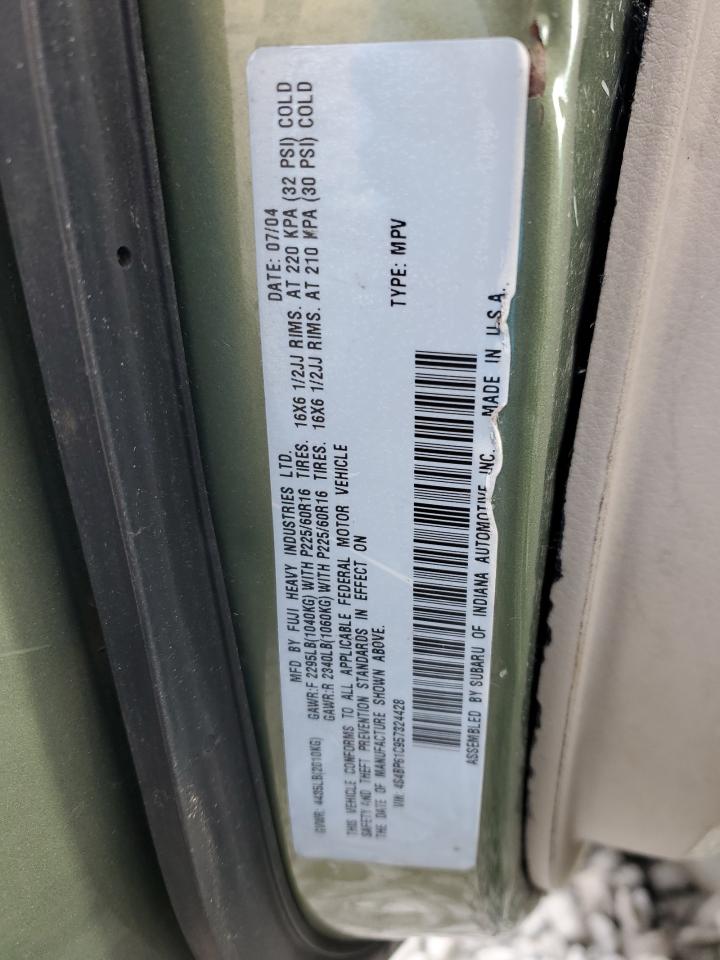 MFD BY FUJI HEAVY INDUSTRIES LTD. DATE: 07/04
GVWR: 4435LB(2010KG) GAWR:F 2295LB(1040KG) WITH P225/60R16 TIRES. 16X6 1/2JJ RIMS. AT 220 KPA (32 PSI) COLD
GAWR:R 2340LB(1060KG) WITH P225/60R16 TIRES. 16X6 1/2JJ RIMS. AT 210 KPA (30 PSI) COLD
THIS VEHICLE CONFORMS TO ALL APPLICABLE FEDERAL MOTOR VEHICLE
SAFETY AND THEFT PREVENTION STANDARDS IN EFFECT ON
THE DATE OF MANUFACTURE SHOWN ABOVE.
VIN: 4S4BP61C957324428 TYPE: MPV
ASSEMBLED BY SUBARU OF INDIANA AUTOMOTIVE INC. MADE IN U.S.A.